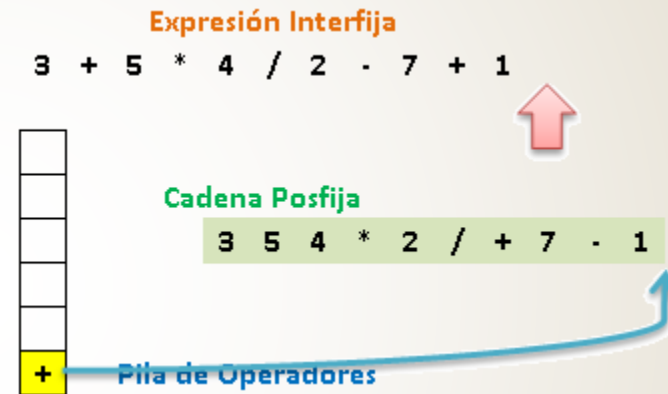 Expresión Interfija
3 + 5 * 4 / 2 - 7 + 1
Cadena Posfija
3 5 4 * 2 / + 7 - 1
+
Pila de Operadores